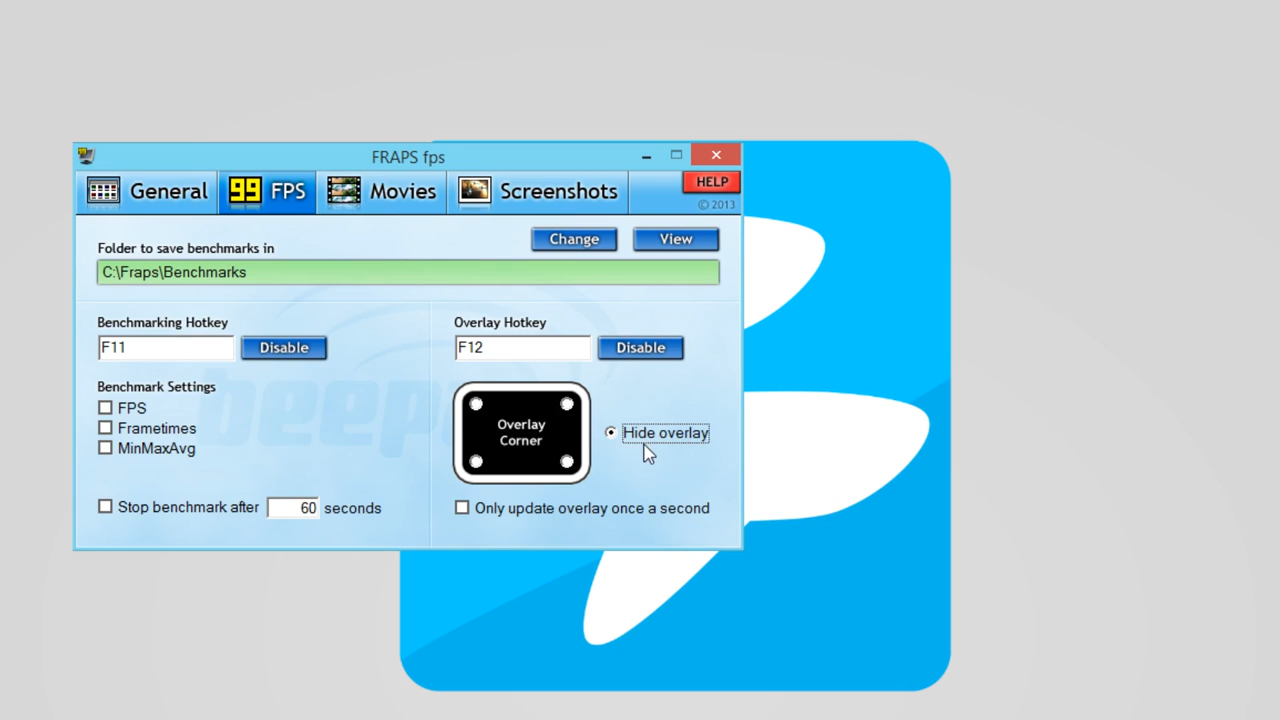 FRAPS fps
General
99 FPS
Movies
Screenshots
HELP
© 2013
Folder to save benchmarks in
Change
View
C:\Fraps\Benchmarks
Benchmarking Hotkey
F11
Disable
Overlay Hotkey
F12
Disable
Benchmark Settings
FPS
Frametimes
MinMaxAvg
Overlay
Corner
Hide overlay
Stop benchmark after 60 seconds
Only update overlay once a second